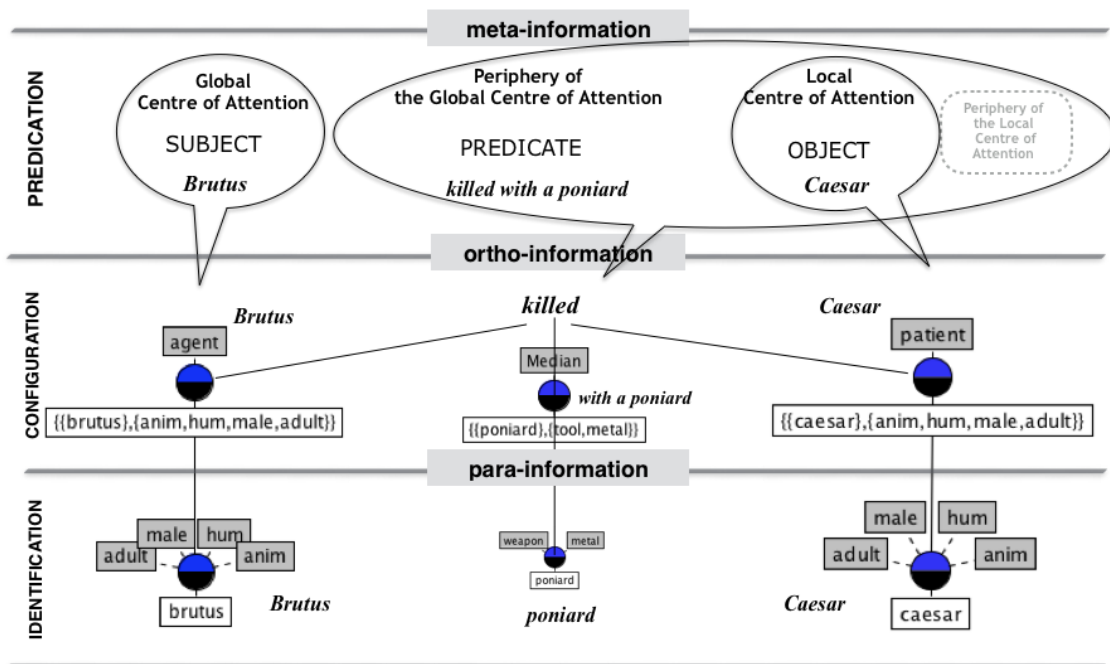 meta-information
PREDICATION
Global
Centre of Attention
SUBJECT
Brutus
Periphery of
the Global Centre of Attention
PREDICATE
killed with a poniard
Local
Centre of Attention
OBJECT
Caesar
Periphery of
the Local
Centre of
Attention
ortho-information
CONFIGURATION
Brutus
agent
{{brutus},{anim,hum,male,adult}}
killed
Median
with a poniard
{{poniard},{tool,metal}}
Caesar
patient
{{caesar},{anim,hum,male,adult}}
para-information
IDENTIFICATION
male
hum
adult
anim
brutus
Brutus
weapon
metal
poniard
poniard
male
hum
adult
anim
caesar
Caesar